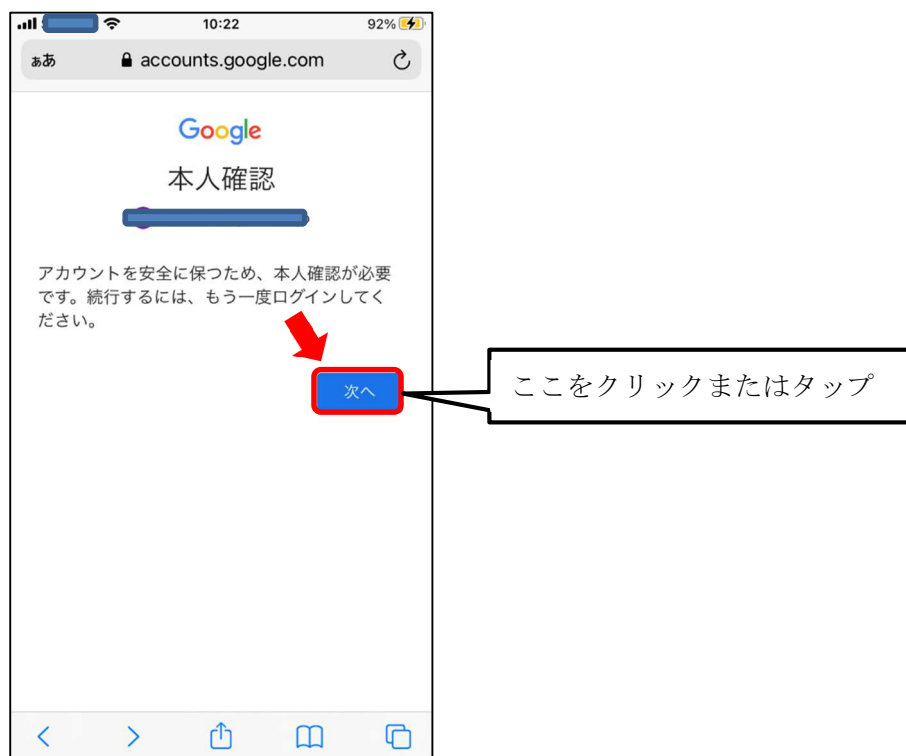 10:22
92%
ぁあ
accounts.google.com
Google
本人確認
アカウントを安全に保つため、本人確認が必要
です。続行するには、もう一度ログインしてく
ださい。
次へ
ここをクリックまたはタップ